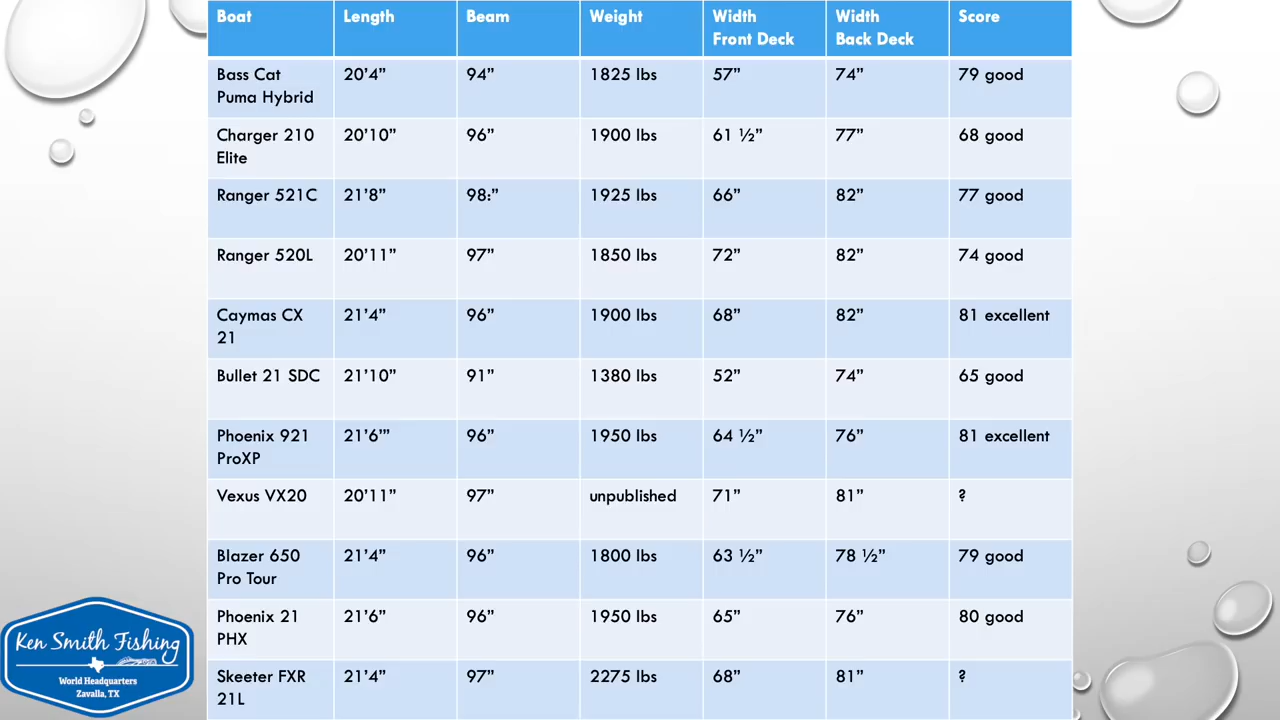 Boat Length Beam Weight Width Front Deck Width Back Deck Score
Bass Cat Puma Hybrid 20’4” 94” 1825 lbs 57” 74” 79 good
Charger 210 Elite 20’10” 96” 1900 lbs 61 ½” 77” 68 good
Ranger 521C 21’8” 98:” 1925 lbs 66” 82” 77 good
Ranger 520L 20’11” 97” 1850 lbs 72” 82” 74 good
Caymas CX 21 21’4” 96” 1900 lbs 68” 82” 81 excellent
Bullet 21 SDC 21’10” 91” 1380 lbs 52” 74” 65 good
Phoenix 921 ProXP 21’6”’ 96” 1950 lbs 64 ½” 76” 81 excellent
Vexus VX20 20’11” 97” unpublished 71” 81” ?
Blazer 650 Pro Tour 21’4” 96” 1800 lbs 63 ½” 78 ½” 79 good
Phoenix 21 PHX 21’6” 96” 1950 lbs 65” 76” 80 good
Skeeter FXR 21L 21’4” 97” 2275 lbs 68” 81” ?
Ken Smith Fishing
World Headquarters
Zavalla, TX